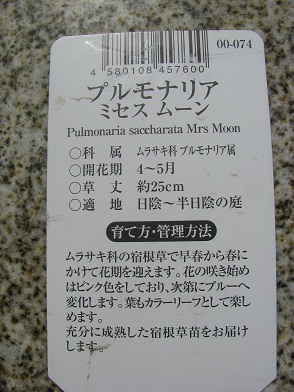 00-074
4 580108 457600
プルモナリア
ミセス ムーン
Pulmonaria saccharata Mrs Moon
○科　属　ムラサキ科 プルモナリア属
○開花期　4～5月
○草　丈　約25cm
○適　地　日陰～半日陰の庭
育て方・管理方法
ムラサキ科の宿根草で早春から春に
かけて花期を迎えます。花の咲き始め
はピンク色をしており、次第にブルーへ
変化します。葉もカラーリーフとして楽し
めます。
充分に成熟した宿根草苗をお届け
します。